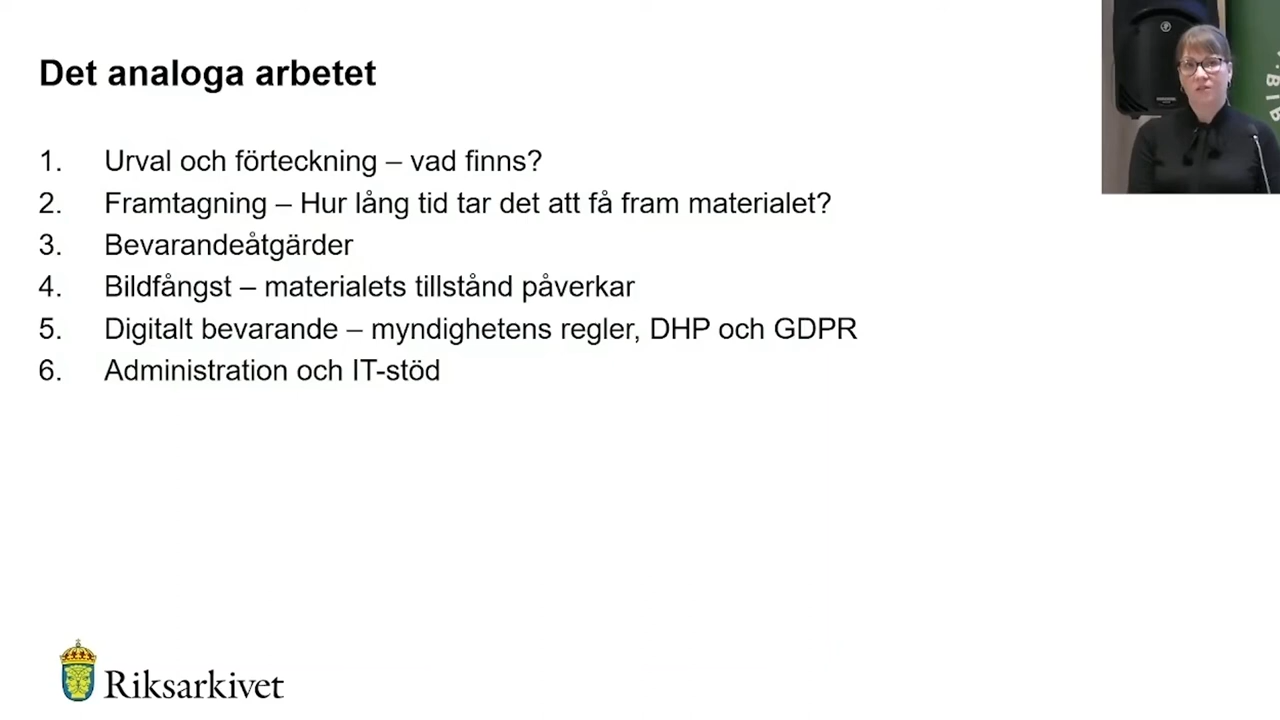 Det analoga arbetet
1. Urval och förteckning – vad finns?
2. Framtagning – Hur lång tid tar det att få fram materialet?
3. Bevarandeåtgärder
4. Bildfångst – materialets tillstånd påverkar
5. Digitalt bevarande – myndighetens regler, DHP och GDPR
6. Administration och IT-stöd
Riksarkivet